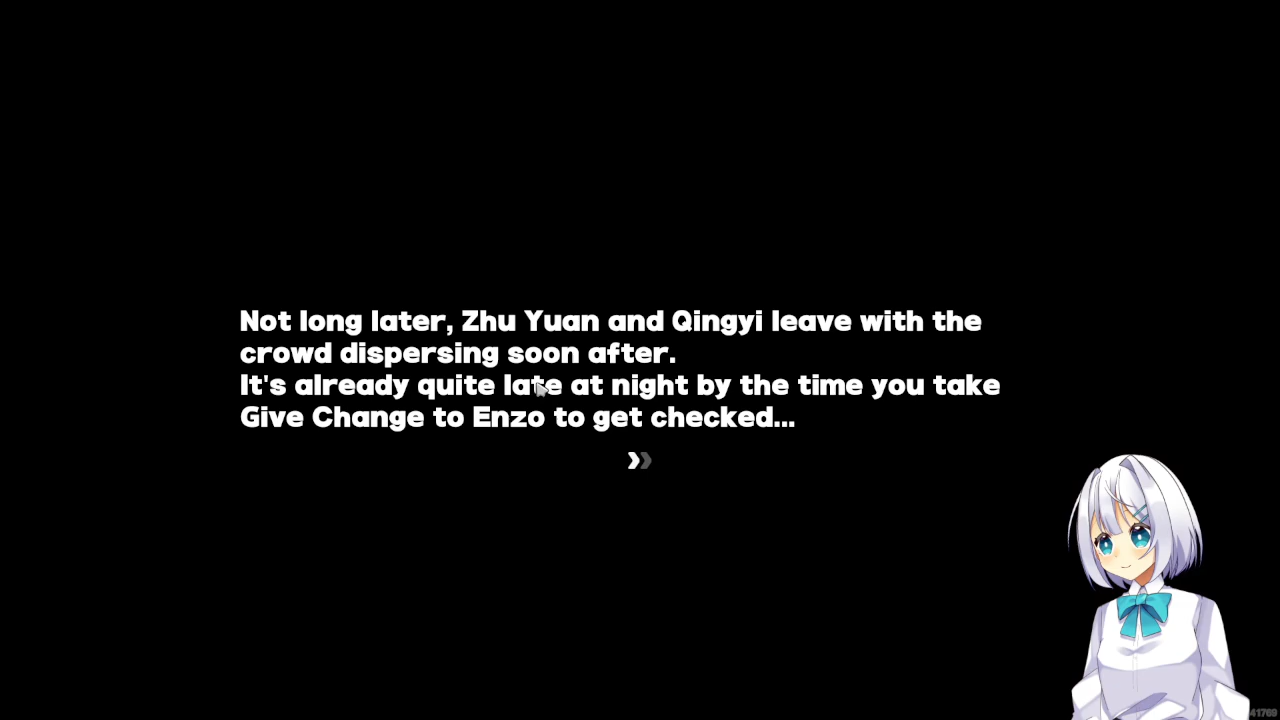 Not long later, Zhu Yuan and Qingyi leave with the
crowd dispersing soon after.
It's already quite late at night by the time you take
Give Change to Enzo to get checked...